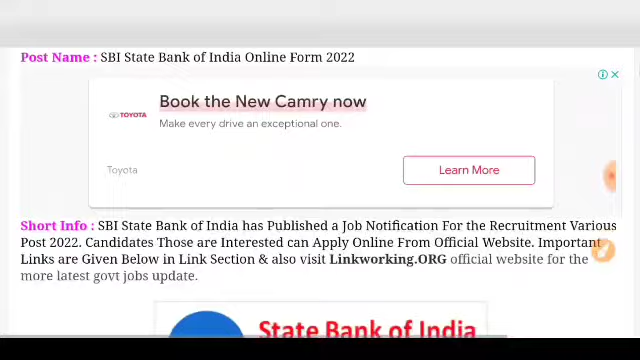 Post Name : SBI State Bank of India Online Form 2022
Book the New Camry now
TOYOTA
Make every drive an exceptional one.
Toyota
Learn More
Short Info : SBI State Bank of India has Published a Job Notification For the Recruitment Various
Post 2022. Candidates Those are Interested can Apply Online From Official Website. Important
Links are Given Below in Link Section & also visit Linkworking.ORG official website for the
more latest govt jobs update.
State Bank of India